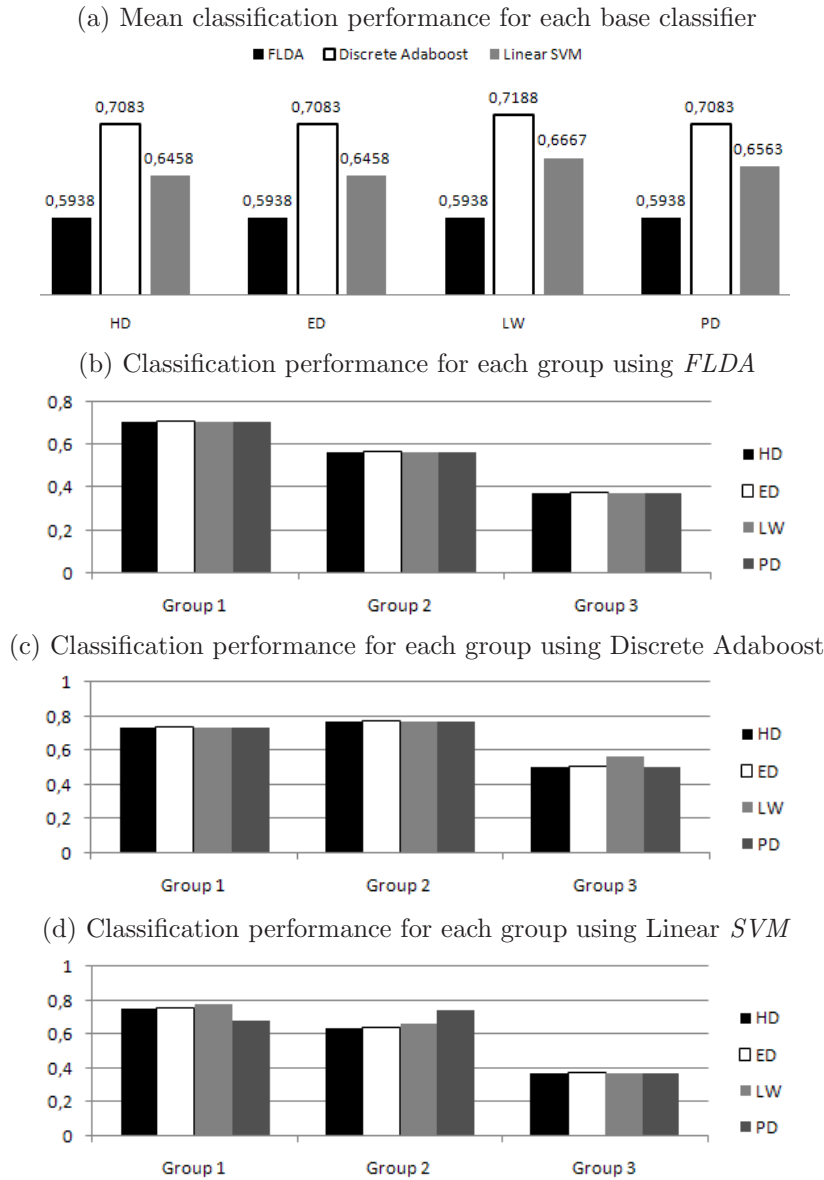 (a) Mean classification performance for each base classifier
FLDA Discrete Adaboost Linear SVM
0,5938 0,7083 0,6458 0,5938 0,7083 0,6458 0,5938 0,7188 0,6667 0,5938 0,7083 0,6563
HD ED LW PD
(b) Classification performance for each group using FLDA
0,8
0,6
0,4
0,2
0
Group 1 Group 2 Group 3
HD
ED
LW
PD
(c) Classification performance for each group using Discrete Adaboost
1
0,8
0,6
0,4
0,2
0
Group 1 Group 2 Group 3
HD
ED
LW
PD
(d) Classification performance for each group using Linear SVM
1
0,8
0,6
0,4
0,2
0
Group 1 Group 2 Group 3
HD
ED
LW
PD